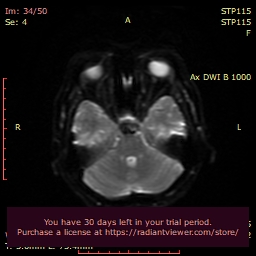 Im: 34/50
Se: 4
A
STP115
STP115
F
Ax DWI B 1000
R
L
You have 30 days left in your trial period.
Purchase a license at https://radiantviewer.com/store/